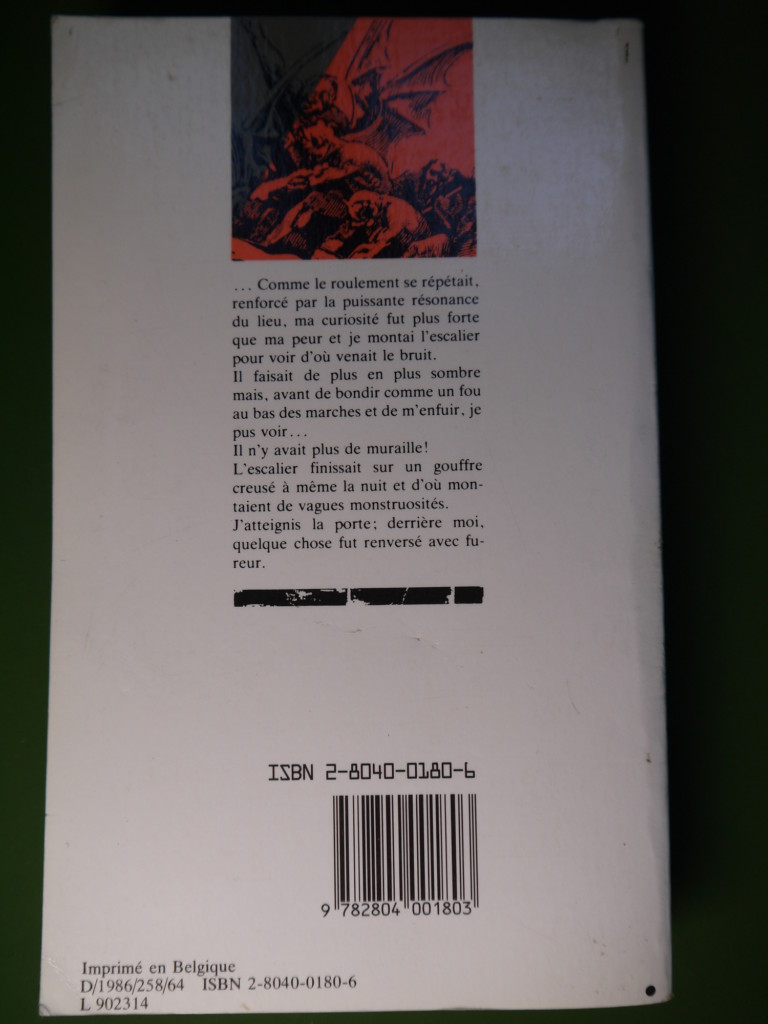 ... Comme le roulement se répétait,
renforcé par la puissante résonance
du lieu, ma curiosité fut plus forte
que ma peur et je montai l'escalier
pour voir d'où venait le bruit.
Il faisait de plus en plus sombre
mais, avant de bondir comme un fou
au bas des marches et de m'enfuir, je
pus voir...
Il n'y avait plus de muraille!
L'escalier finissait sur un gouffre
creusé à même la nuit et d'où mon-
taient de vagues monstruosités.
J'atteignis la porte; derrière moi,
quelque chose fut renversé avec fu-
reur.
ISBN 2-8040-0180-6
9 782804 001803
Imprimé en Belgique
D/1986/258/64 ISBN 2-8040-0180-6
L 902314